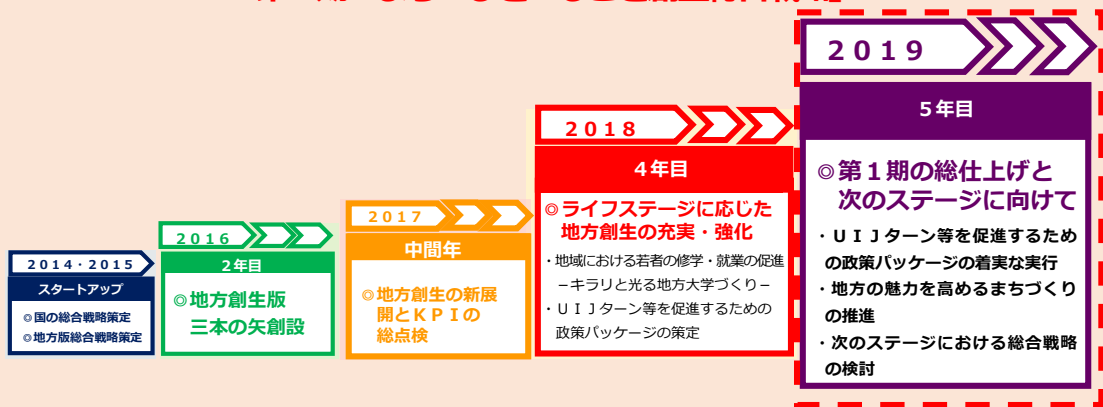 2014・2015
スタートアップ
◎国の総合戦略策定
◎地方版総合戦略策定
2016
2年目
◎地方創生版
三本の矢創設
2017
中間年
◎地方創生の新展
開とKPIの
総点検
2018
4年目
◎ライフステージに応じた
地方創生の充実・強化
・地域における若者の修学・就業の促進
－キラリと光る地方大学づくり－
・UIJターン等を促進するための
政策パッケージの策定
2019
5年目
◎第1期の総仕上げと
次のステージに向けて
・UIJターン等を促進するため
の政策パッケージの着実な実行
・地方の魅力を高めるまちづくり
の推進
・次のステージにおける総合戦略
の検討